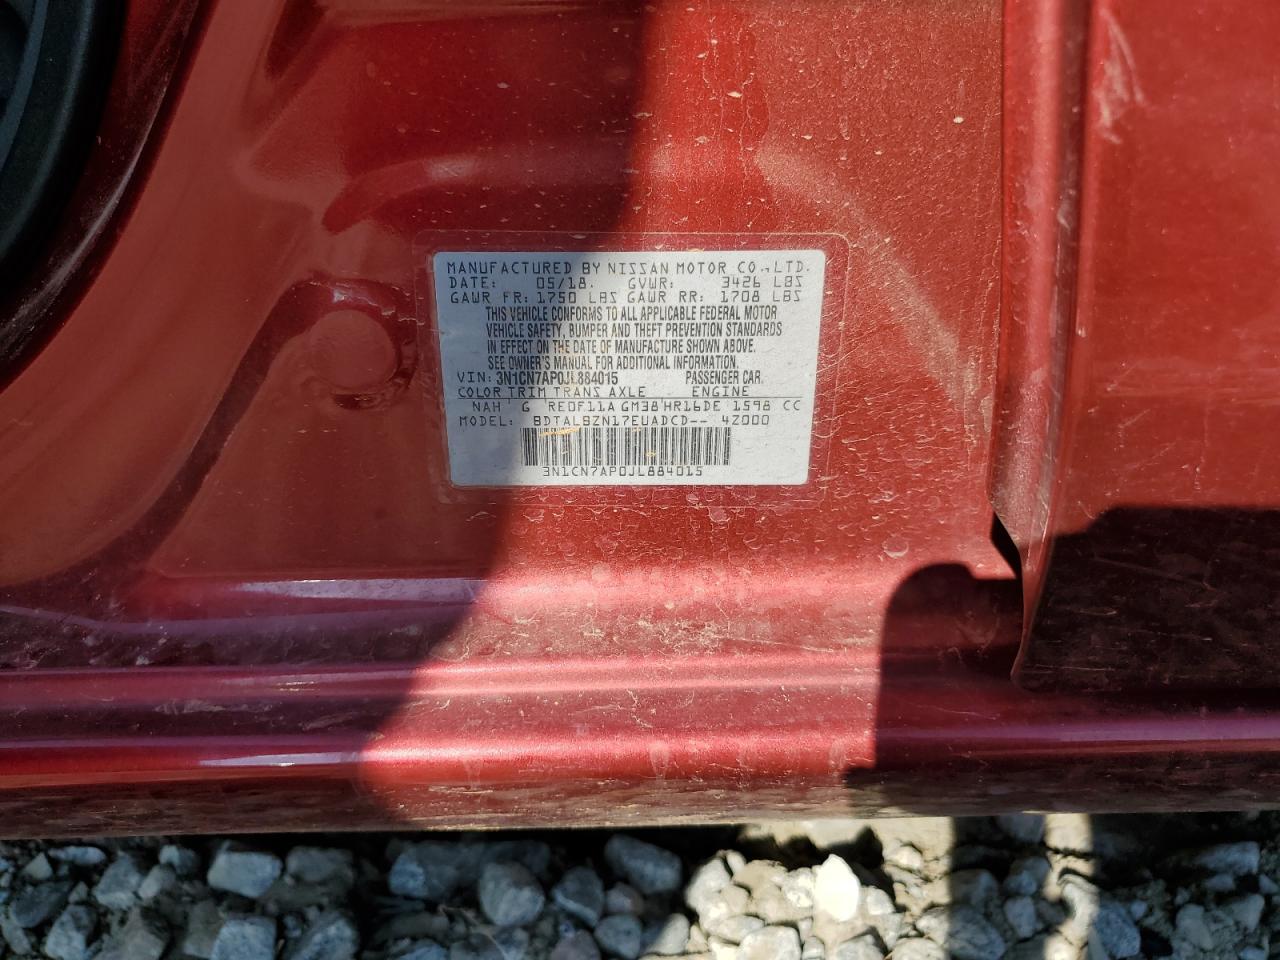 MANUFACTURED BY NISSAN MOTOR CO.,LTD.
DATE: 05/18. GVWR: 3426 LBS
GAWR FR: 1750 LBS GAWR RR: 1708 LBS
THIS VEHICLE CONFORMS TO ALL APPLICABLE FEDERAL MOTOR
VEHICLE SAFETY, BUMPER AND THEFT PREVENTION STANDARDS
IN EFFECT ON THE DATE OF MANUFACTURE SHOWN ABOVE.
SEE OWNER'S MANUAL FOR ADDITIONAL INFORMATION.
VIN: 3N1CN7AP0JL884015 PASSENGER CAR.
COLOR TRIM TRANS AXLE ENGINE
NAH G RE0F11A GM38 HR16DE 1598 CC
MODEL: BDTALBZN17EUADCD-- 4Z000
3N1CN7AP0JL884015